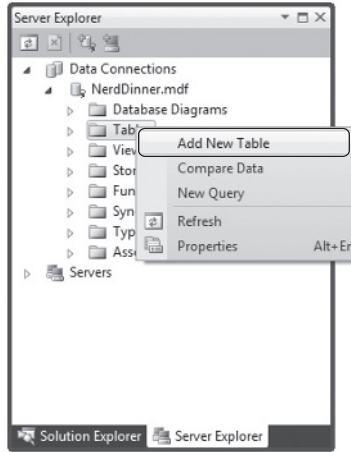 Server Explorer
Data Connections
NerdDinner.mdf
Database Diagrams
Add New Table
Compare Data
New Query
Refresh
Properties
Servers
Solution Explorer
Server Explorer